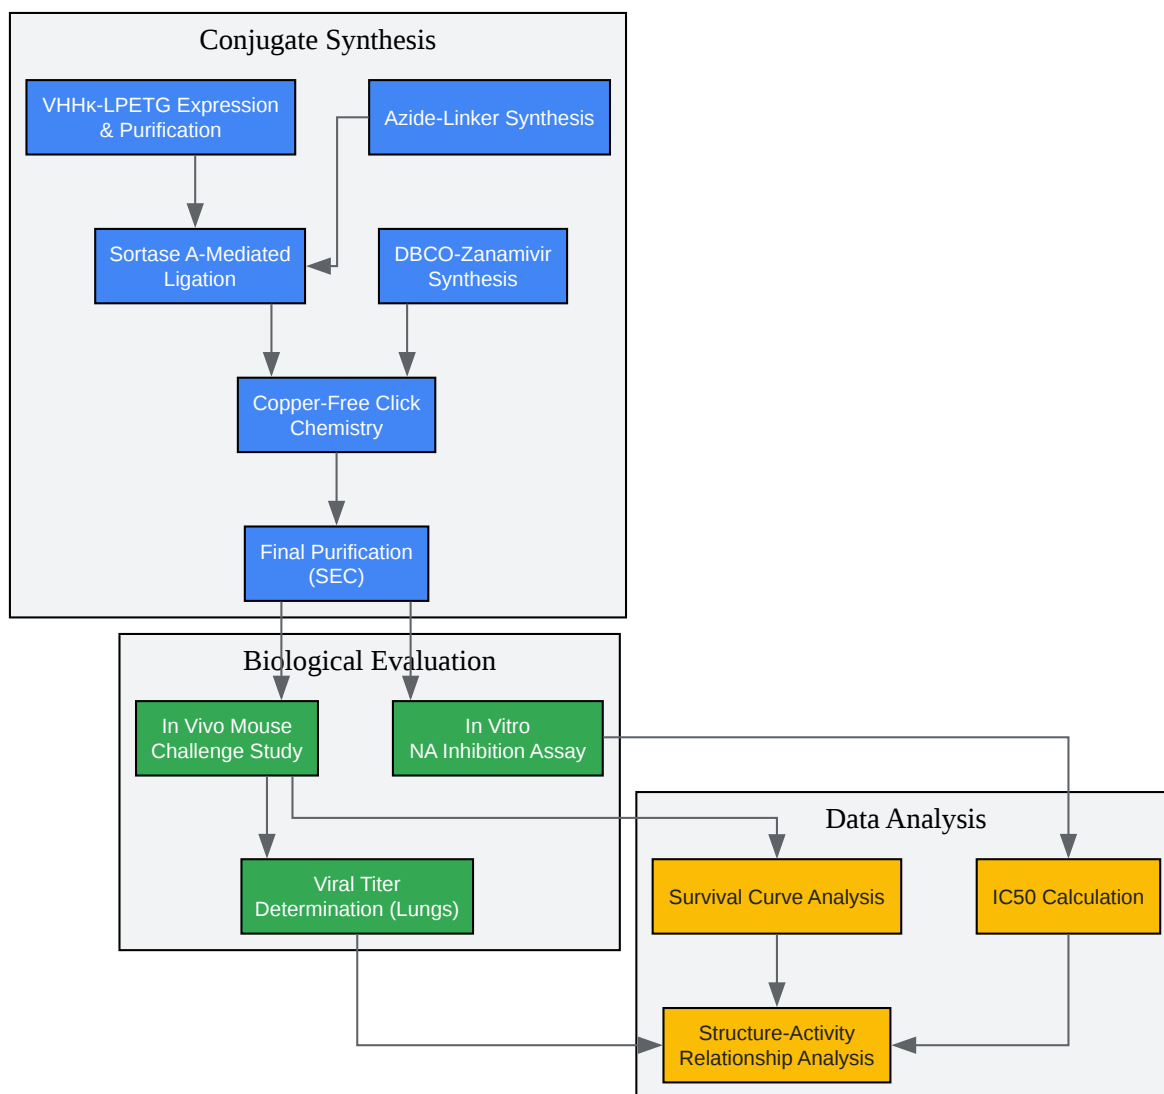 Conjugate Synthesis
VHHκ-LPETG Expression
& Purification
Azide-Linker Synthesis
Sortase A-Mediated
Ligation
DBCO-Zanamivir
Synthesis
Copper-Free Click
Chemistry
Final Purification
(SEC)
Biological Evaluation
In Vivo Mouse
Challenge Study
In Vitro
NA Inhibition Assay
Viral Titer
Determination (Lungs)
Data Analysis
Survival Curve Analysis
IC50 Calculation
Structure-Activity
Relationship Analysis